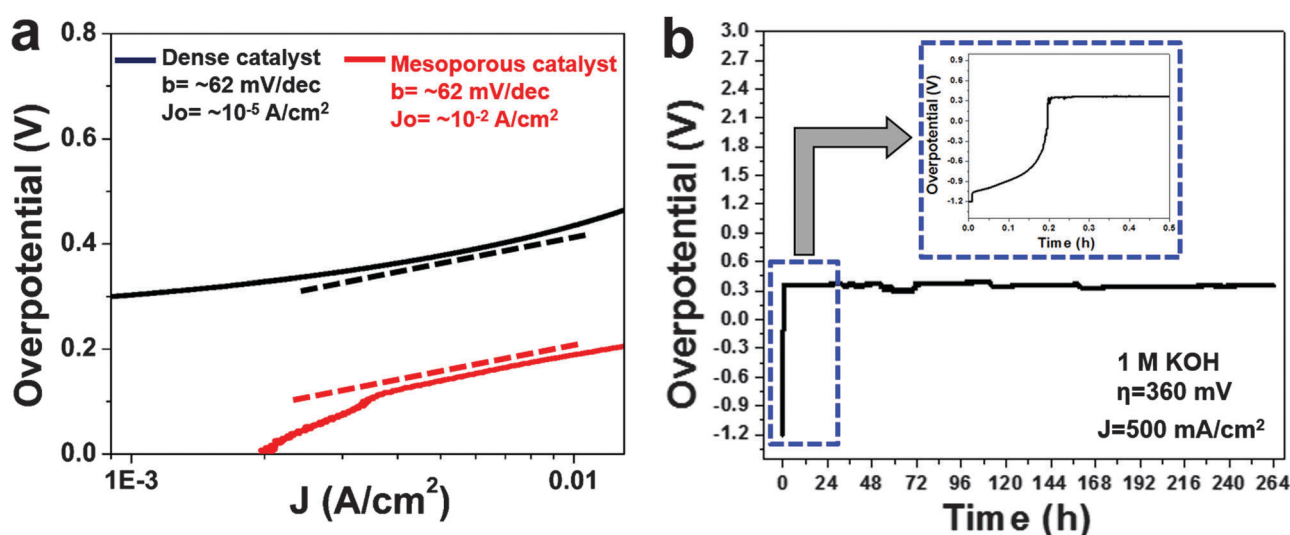 a
0.8
0.6
0.4
0.2
0.0
Overpotential (V)
Dense catalyst
b= ~62 mV/dec
Jo= ~10⁻⁵ A/cm²
Mesoporous catalyst
b= ~62 mV/dec
Jo= ~10⁻² A/cm²
1E-3
0.01
J (A/cm²)
b
3.0
2.7
2.4
2.1
1.8
1.5
1.2
0.9
0.6
0.3
0.0
-0.3
-0.6
-0.9
-1.2
Overpotential (V)
0.9
0.6
0.3
0.0
-0.3
-0.6
-0.9
-1.2
Overpotential (V)
0.0 0.1 0.2 0.3 0.4 0.5
Time (h)
1 M KOH
η=360 mV
J=500 mA/cm²
0 24 48 72 96 120 144 168 192 216 240 264
Time (h)